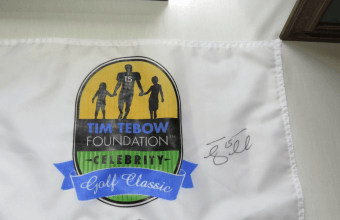 15
TIM TEBOW
FOUNDATION
-CELEBRITY-
Golf Classic